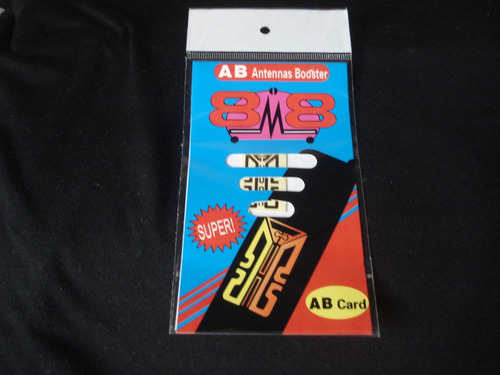 AB Antennas Booster
8M8
SUPER!
AB Card